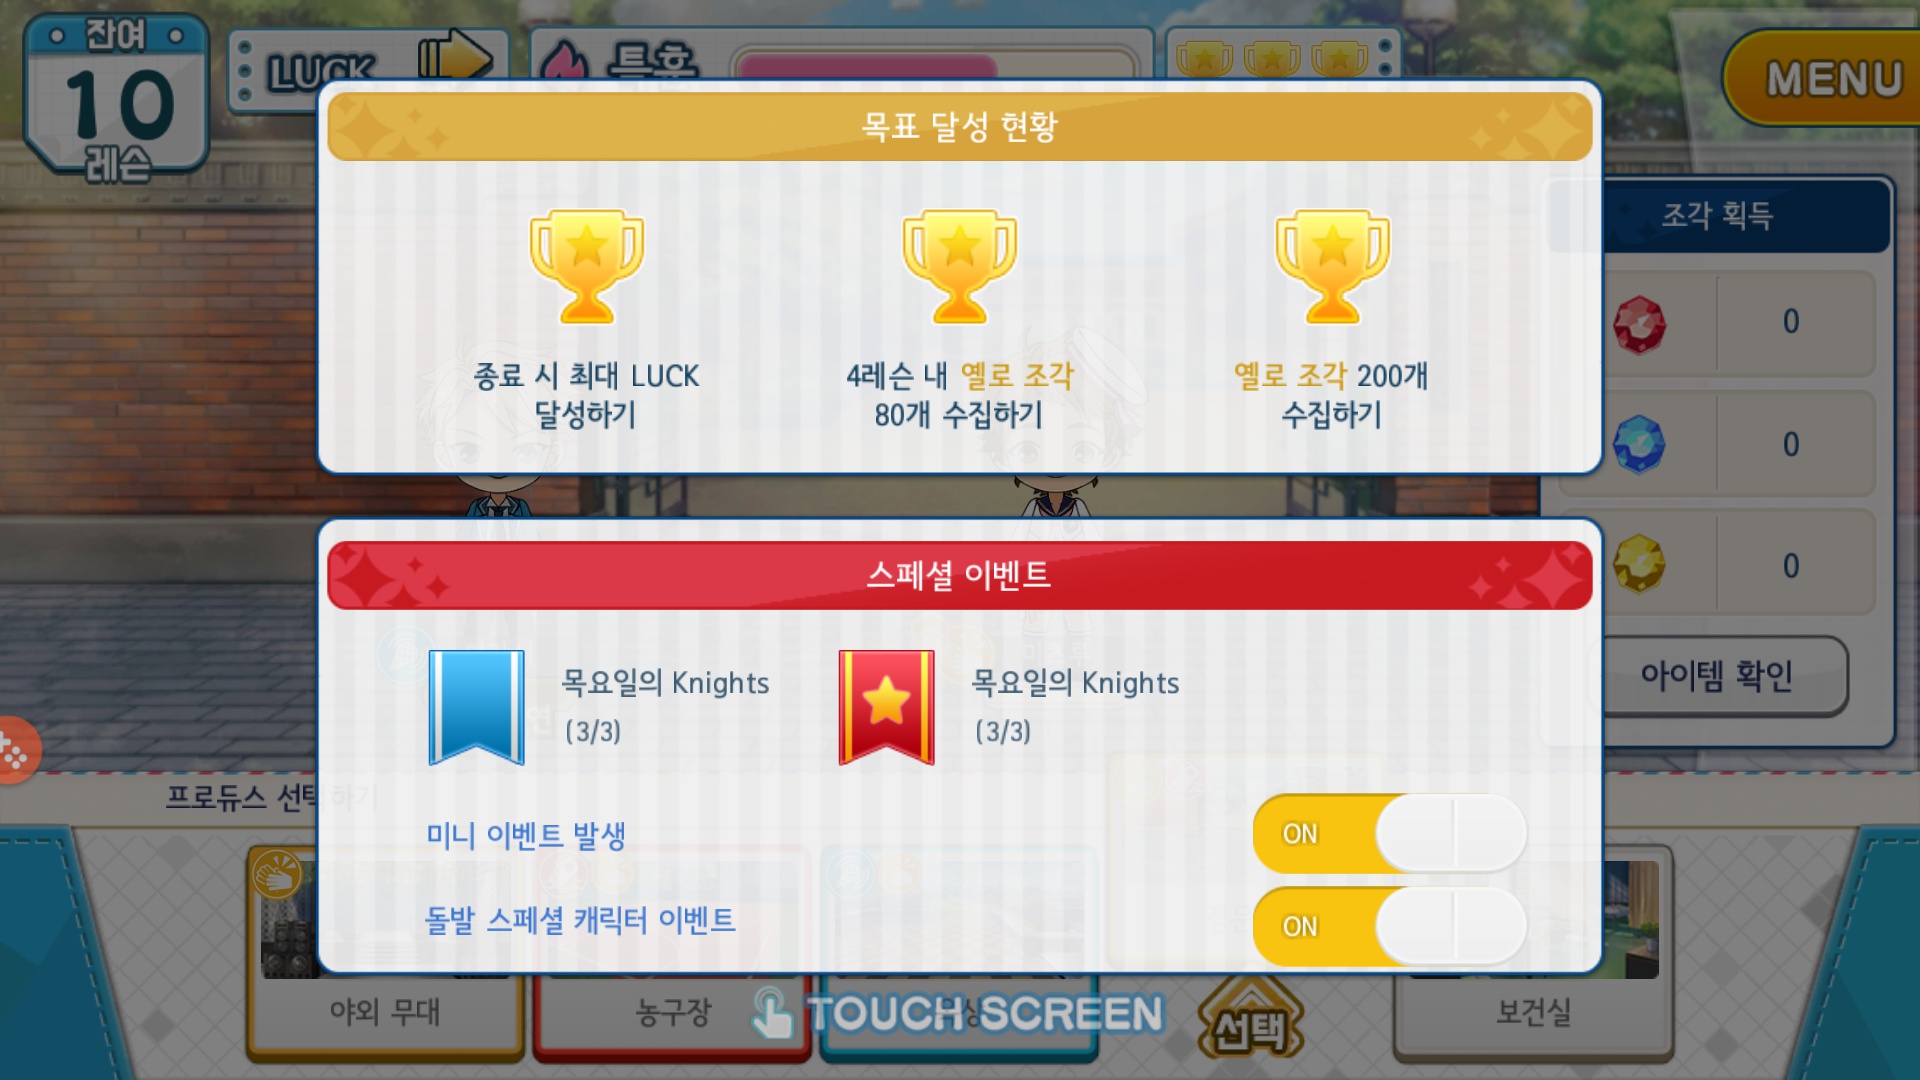 잔여
10
레슨
LUCK
특훈
MENU
목표 달성 현황
종료 시 최대 LUCK
달성하기
4레슨 내 옐로 조각
80개 수집하기
옐로 조각 200개
수집하기
조각 획득
0
0
0
아이템 확인
스페셜 이벤트
목요일의 Knights
(3/3)
목요일의 Knights
(3/3)
프로듀스 선택하기
미니 이벤트 발생
ON
돌발 스페셜 캐릭터 이벤트
ON
야외 무대
농구장
TOUCH SCREEN
선택
보건실